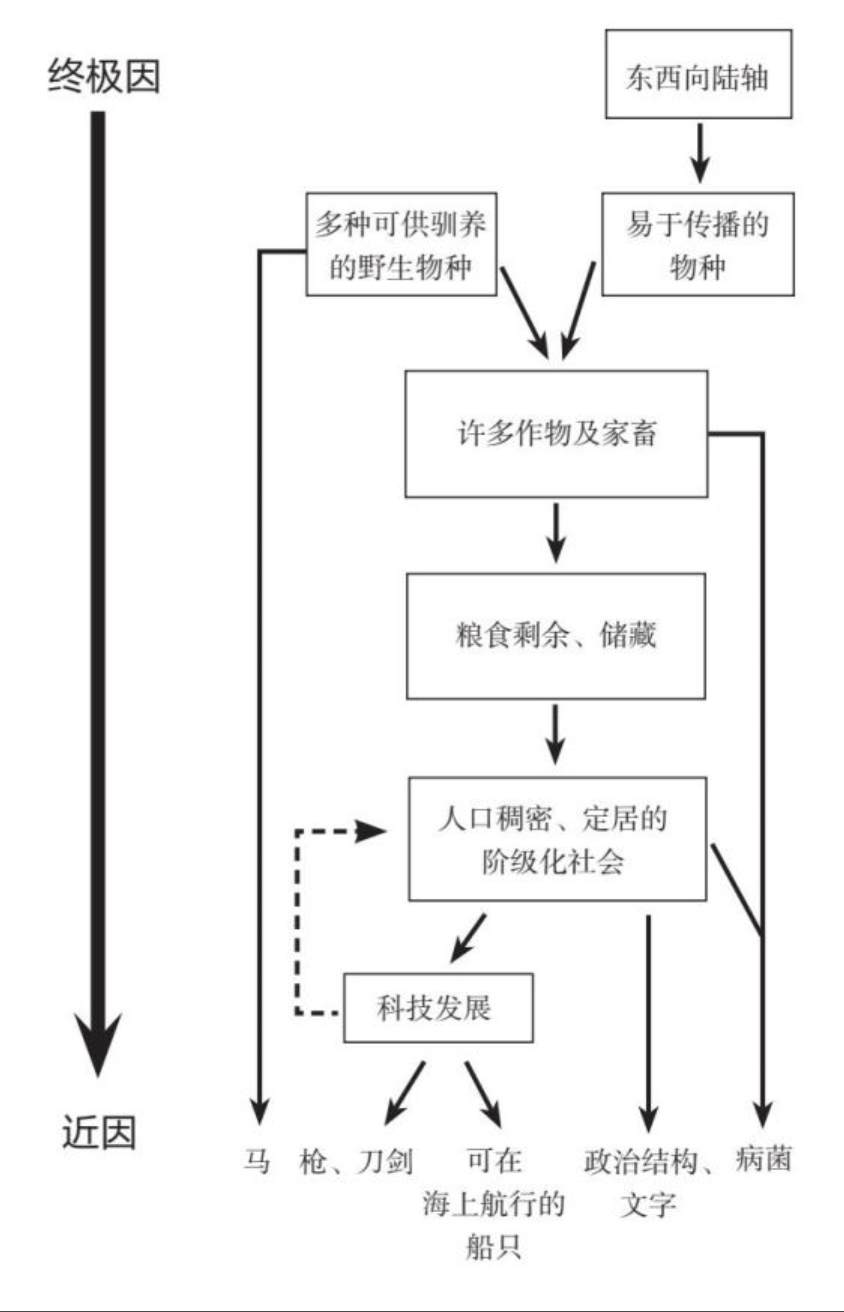 终极因
东西向陆轴
多种可供驯养
的野生物种
易于传播的
物种
许多作物及家畜
粮食剩余、储藏
人口稠密、定居的
阶级化社会
科技发展
近因
马
枪、刀剑
可在
海上航行的
船只
政治结构、
文字
病菌